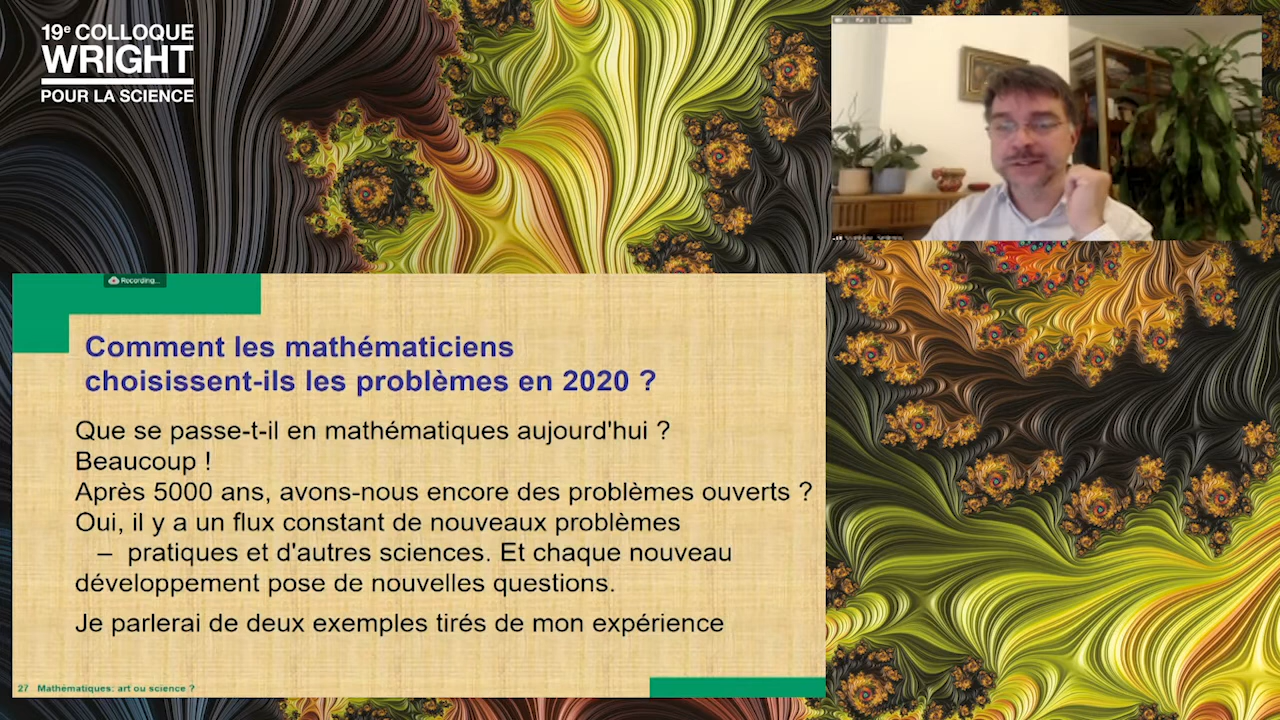 19e COLLOQUE
WRIGHT
POUR LA SCIENCE
Recording...
Comment les mathématiciens
choisissent-ils les problèmes en 2020 ?
Que se passe-t-il en mathématiques aujourd'hui ?
Beaucoup !
Après 5000 ans, avons-nous encore des problèmes ouverts ?
Oui, il y a un flux constant de nouveaux problèmes
– pratiques et d'autres sciences. Et chaque nouveau
développement pose de nouvelles questions.
Je parlerai de deux exemples tirés de mon expérience
27 Mathematiques: art ou science ?